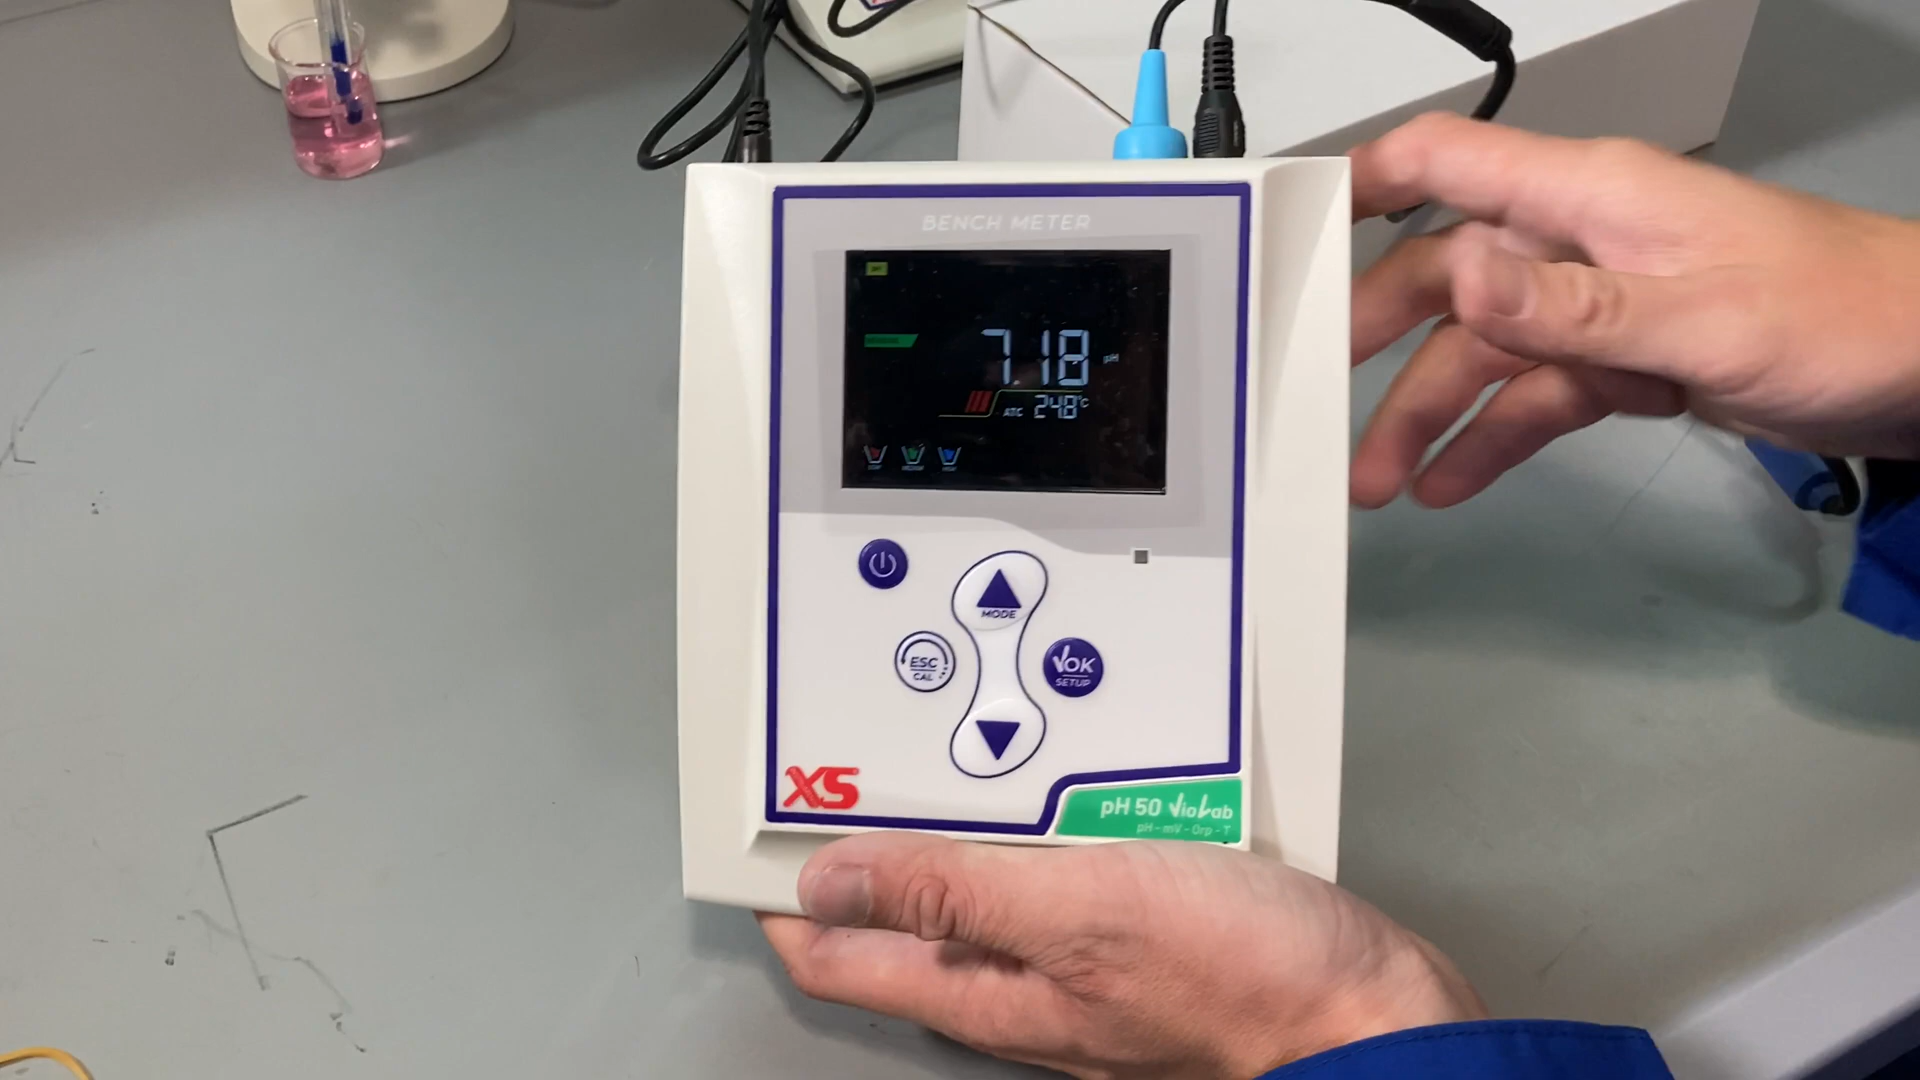 BENCH METER
pH
7.18 pH
ATC 24.8°C
MODE
ESC
CAL
OK
SETUP
XS
pH 50 VioLab
pH - mV - Orp - T